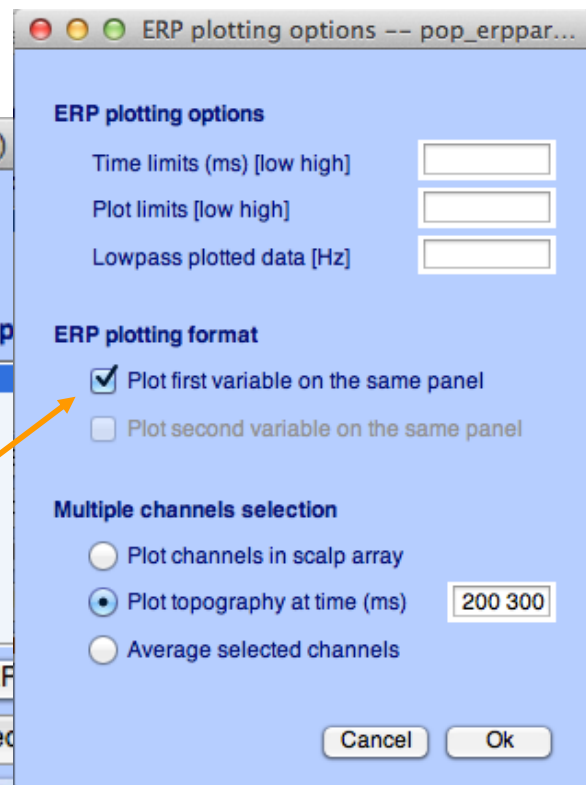 ERP plotting options -- pop_erppar...
ERP plotting options
Time limits (ms) [low high]
Plot limits [low high]
Lowpass plotted data [Hz]
ERP plotting format
Plot first variable on the same panel
Plot second variable on the same panel
Multiple channels selection
Plot channels in scalp array
Plot topography at time (ms) 200 300
Average selected channels
Cancel Ok